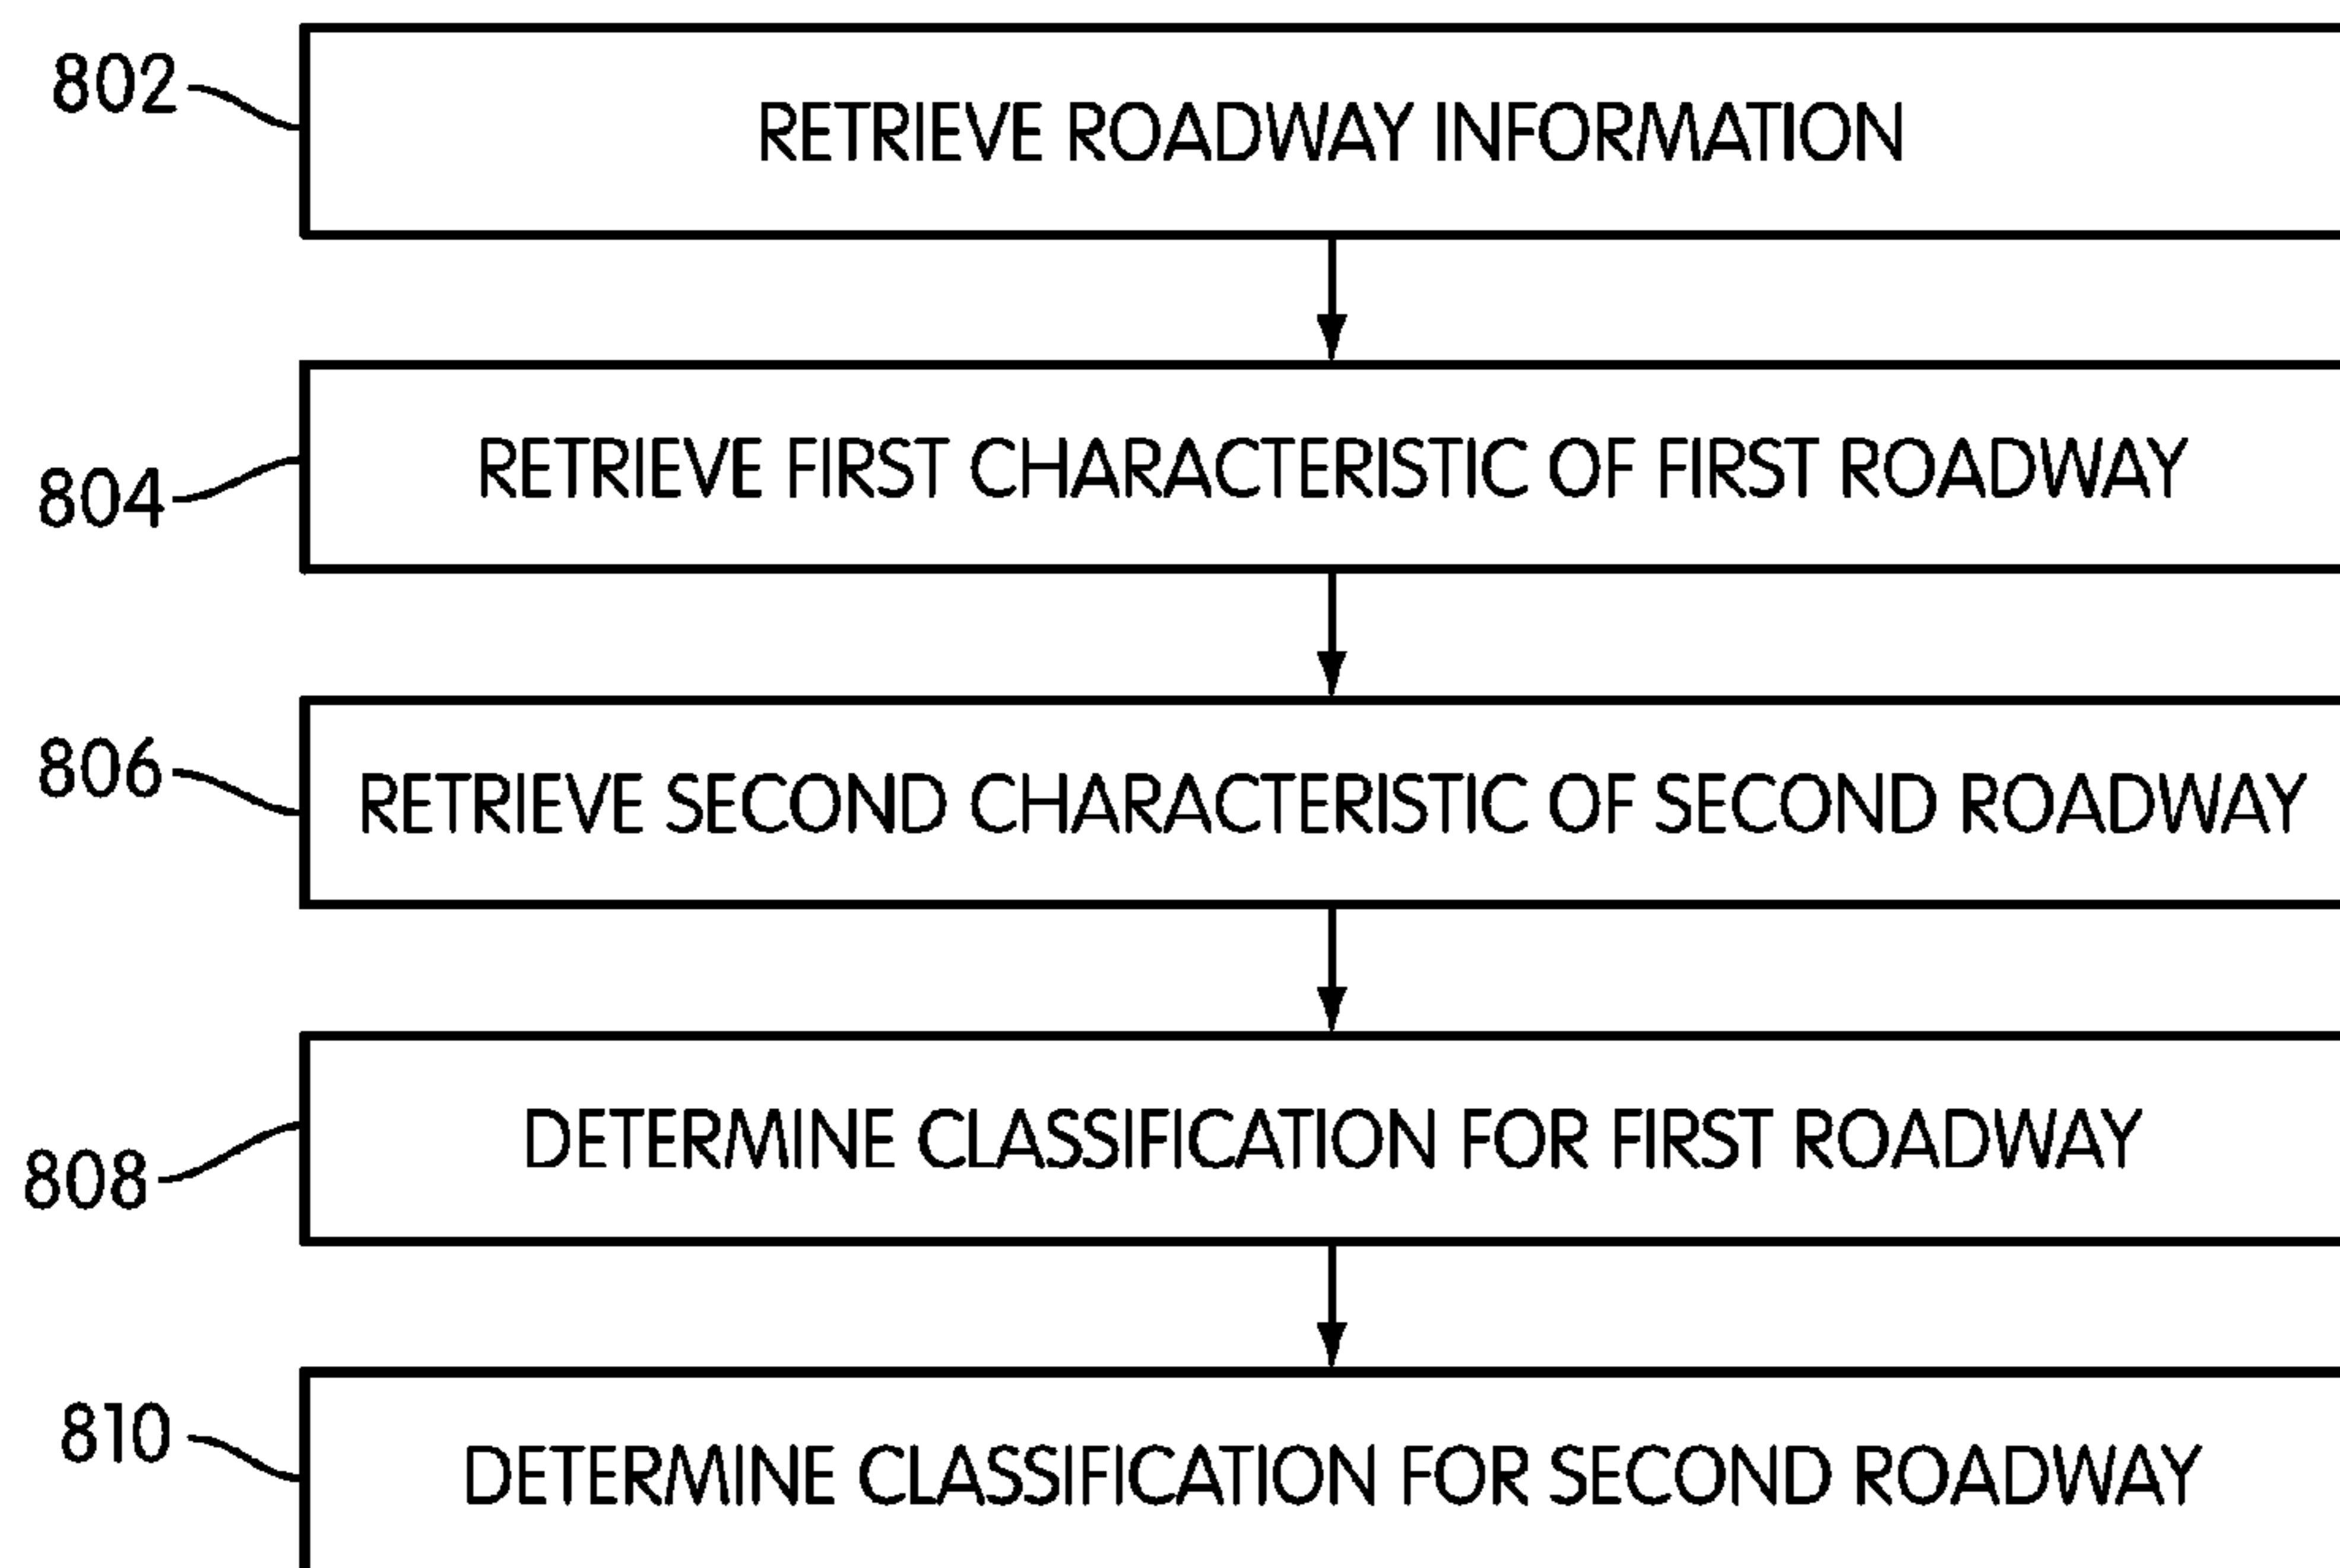 802
RETRIEVE ROADWAY INFORMATION
804
RETRIEVE FIRST CHARACTERISTIC OF FIRST ROADWAY
806
RETRIEVE SECOND CHARACTERISTIC OF SECOND ROADWAY
808
DETERMINE CLASSIFICATION FOR FIRST ROADWAY
810
DETERMINE CLASSIFICATION FOR SECOND ROADWAY